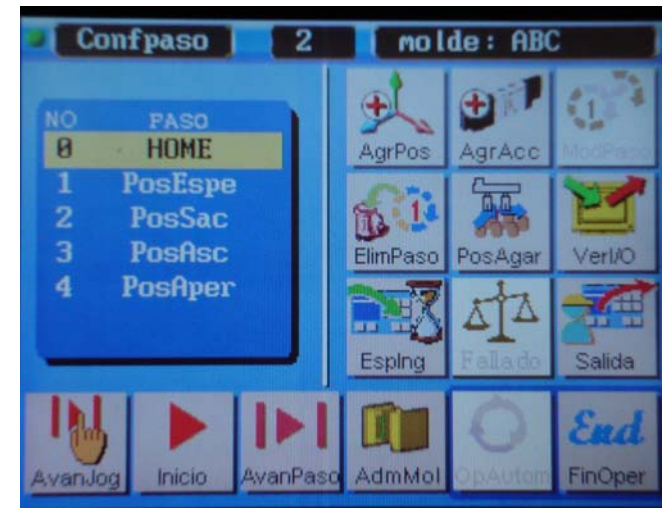 Confpaso 2 molde: ABC
NO PASO
0 HOME
1 PosEspe
2 PosSac
3 PosAsc
4 PosAper
AgrPos AgrAcc ModPaso
ElimPaso PosAgar VerI/O
EspIng Fallado Salida
AvanJog Inicio AvanPaso AdmMol OpAutom End FinOper